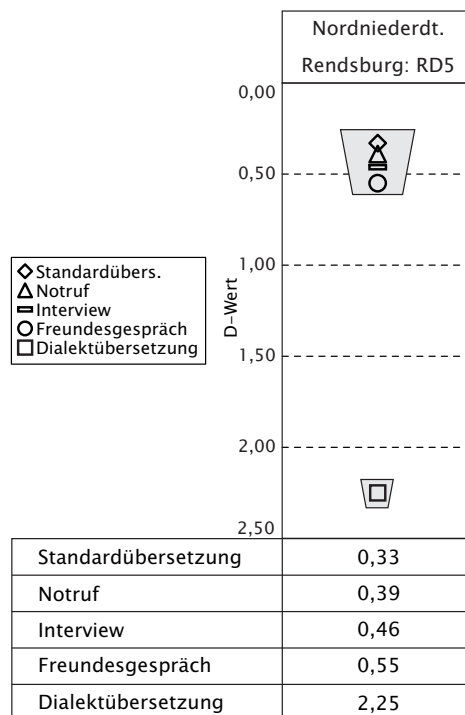 Nordniederdt.
Rendsburg: RD5
0,00
0,50
1,00
1,50
2,00
2,50
D-Wert
Standardübers.
Notruf
Interview
Freundesgespräch
Dialektübersetzung
Standardübersetzung 0,33
Notruf 0,39
Interview 0,46
Freundesgespräch 0,55
Dialektübersetzung 2,25